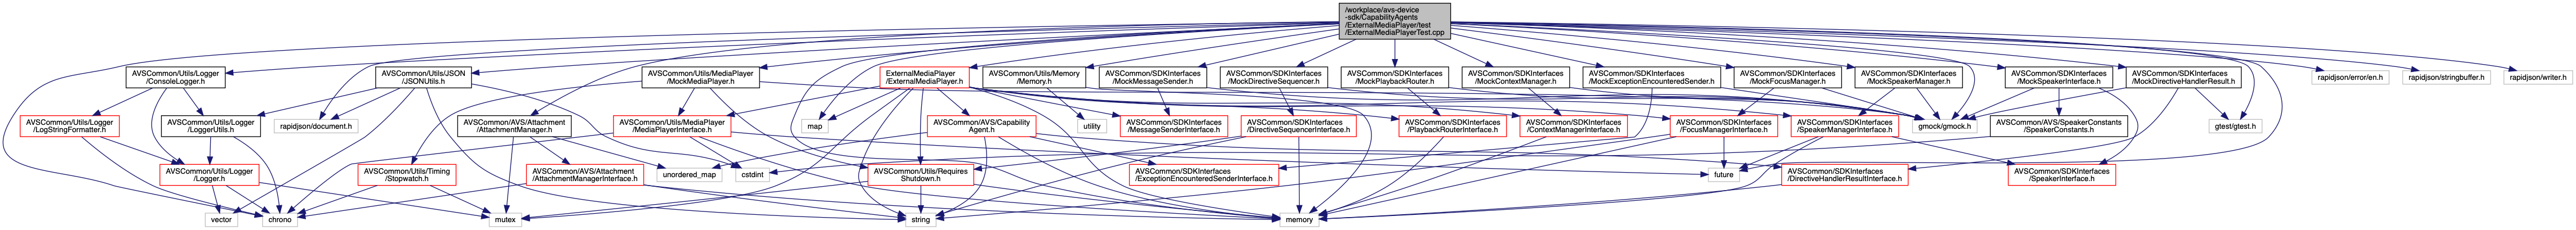 /workplace/avs-device
-sdk/CapabilityAgents
/ExternalMediaPlayer/test
/ExternalMediaPlayerTest.cpp
AVSCommon/Utils/Logger
/ConsoleLogger.h
AVSCommon/Utils/JSON
/JSONUtils.h
AVSCommon/Utils/MediaPlayer
/MockMediaPlayer.h
ExternalMediaPlayer
/ExternalMediaPlayer.h
AVSCommon/Utils/Memory
/Memory.h
AVSCommon/SDKInterfaces
/MockMessageSender.h
AVSCommon/SDKInterfaces
/MockDirectiveSequencer.h
AVSCommon/SDKInterfaces
/MockPlaybackRouter.h
AVSCommon/SDKInterfaces
/MockContextManager.h
AVSCommon/SDKInterfaces
/MockExceptionEncounteredSender.h
AVSCommon/SDKInterfaces
/MockFocusManager.h
AVSCommon/SDKInterfaces
/MockSpeakerManager.h
AVSCommon/SDKInterfaces
/MockSpeakerInterface.h
AVSCommon/SDKInterfaces
/MockDirectiveHandlerResult.h
rapidjson/error/en.h
rapidjson/stringbuffer.h
rapidjson/writer.h
AVSCommon/Utils/Logger
/LogStringFormatter.h
AVSCommon/Utils/Logger
/LoggerUtils.h
rapidjson/document.h
AVSCommon/AVS/Attachment
/AttachmentManager.h
AVSCommon/Utils/MediaPlayer
/MediaPlayerInterface.h
map
AVSCommon/AVS/Capability
Agent.h
utility
AVSCommon/SDKInterfaces
/MessageSenderInterface.h
AVSCommon/SDKInterfaces
/DirectiveSequencerInterface.h
AVSCommon/SDKInterfaces
/PlaybackRouterInterface.h
AVSCommon/SDKInterfaces
/ContextManagerInterface.h
AVSCommon/SDKInterfaces
/FocusManagerInterface.h
AVSCommon/SDKInterfaces
/SpeakerManagerInterface.h
gmock/gmock.h
AVSCommon/AVS/SpeakerConstants
/SpeakerConstants.h
gtest/gtest.h
AVSCommon/Utils/Logger
/Logger.h
AVSCommon/Utils/Timing
/Stopwatch.h
AVSCommon/AVS/Attachment
/AttachmentManagerInterface.h
unordered_map
cstdint
AVSCommon/Utils/Requires
Shutdown.h
AVSCommon/SDKInterfaces
/ExceptionEncounteredSenderInterface.h
future
AVSCommon/SDKInterfaces
/DirectiveHandlerResultInterface.h
AVSCommon/SDKInterfaces
/SpeakerInterface.h
vector
chrono
mutex
string
memory